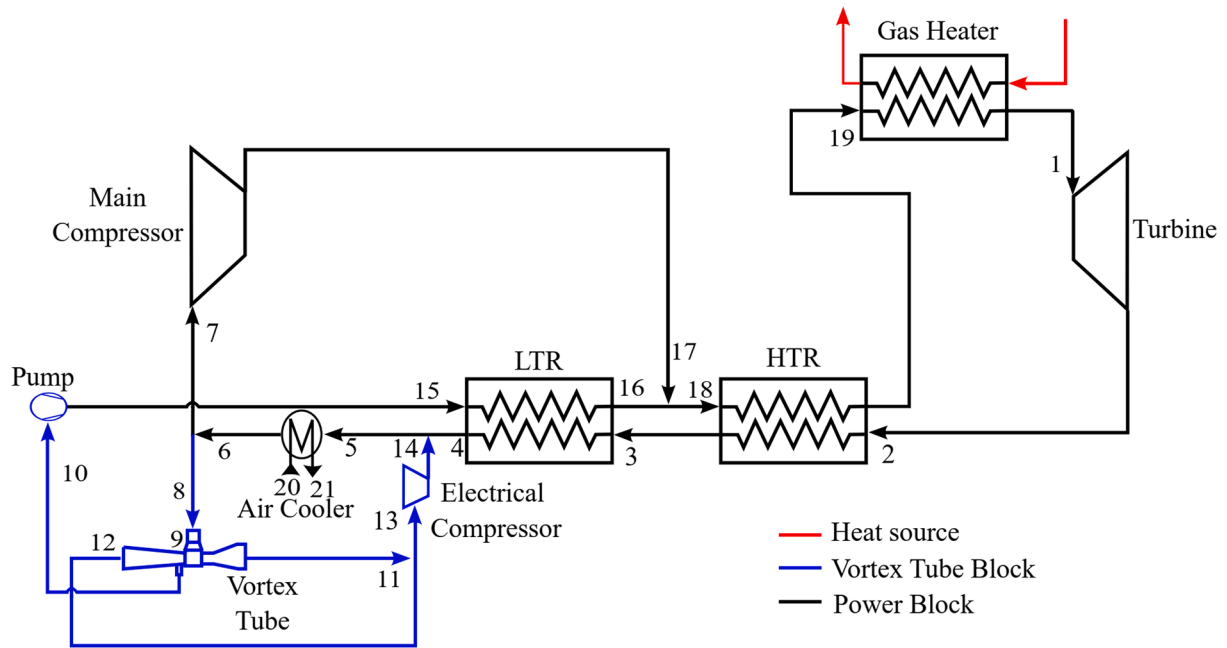 Gas Heater
19
1
Main
Compressor
Turbine
7
17
LTR
HTR
Pump
15
16
18
6
5
14
4
3
2
10
8
20
21
Air Cooler
Electrical
Compressor
13
12
9
11
Vortex
Tube
Heat source
Vortex Tube Block
Power Block